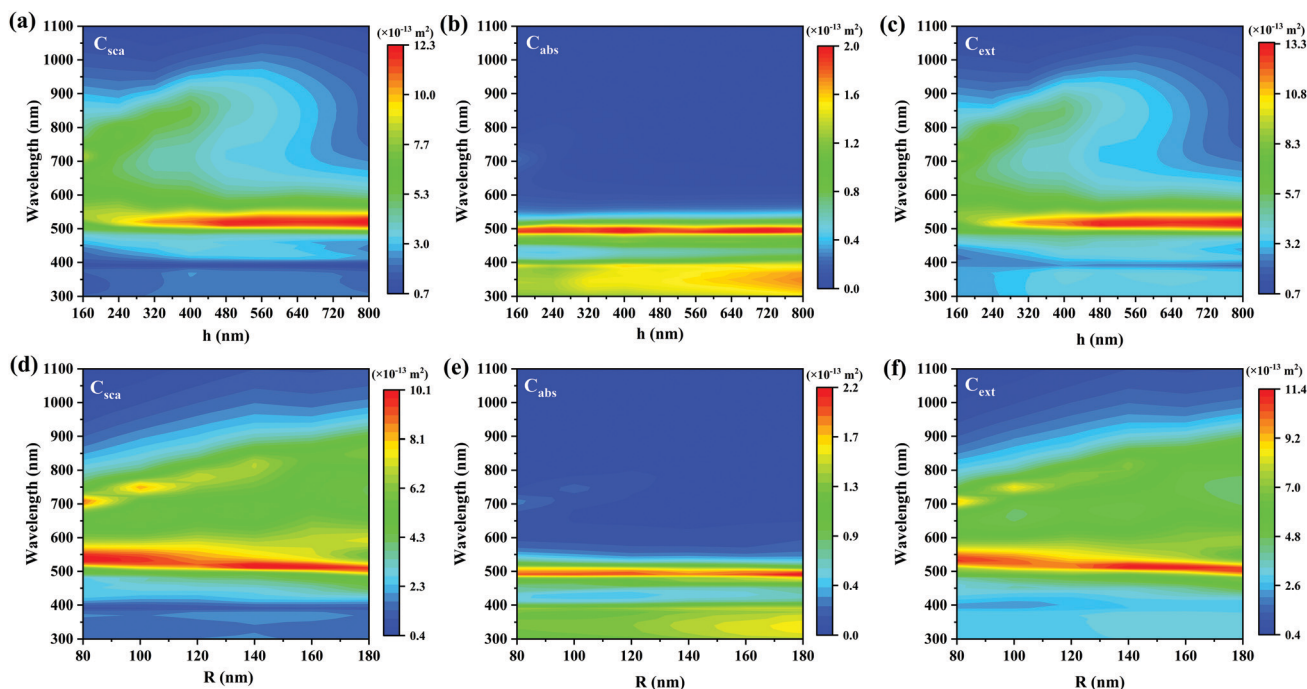 (a)
C_sca
(×10⁻¹³ m²)
Wavelength (nm)
1100
1000
900
800
700
600
500
400
300
160 240 320 400 480 560 640 720 800
h (nm)
12.3
10.0
7.7
5.3
3.0
0.7
(b)
C_abs
(×10⁻¹³ m²)
Wavelength (nm)
1100
1000
900
800
700
600
500
400
300
160 240 320 400 480 560 640 720 800
h (nm)
2.0
1.6
1.2
0.8
0.4
0.0
(c)
C_ext
(×10⁻¹³ m²)
Wavelength (nm)
1100
1000
900
800
700
600
500
400
300
160 240 320 400 480 560 640 720 800
h (nm)
13.3
10.8
8.3
5.7
3.2
0.7
(d)
C_sca
(×10⁻¹³ m²)
Wavelength (nm)
1100
1000
900
800
700
600
500
400
300
80 100 120 140 160 180
R (nm)
10.1
8.1
6.2
4.3
2.3
0.4
(e)
C_abs
(×10⁻¹³ m²)
Wavelength (nm)
1100
1000
900
800
700
600
500
400
300
80 100 120 140 160 180
R (nm)
2.2
1.7
1.3
0.9
0.4
0.0
(f)
C_ext
(×10⁻¹³ m²)
Wavelength (nm)
1100
1000
900
800
700
600
500
400
300
80 100 120 140 160 180
R (nm)
11.4
9.2
7.0
4.8
2.6
0.4